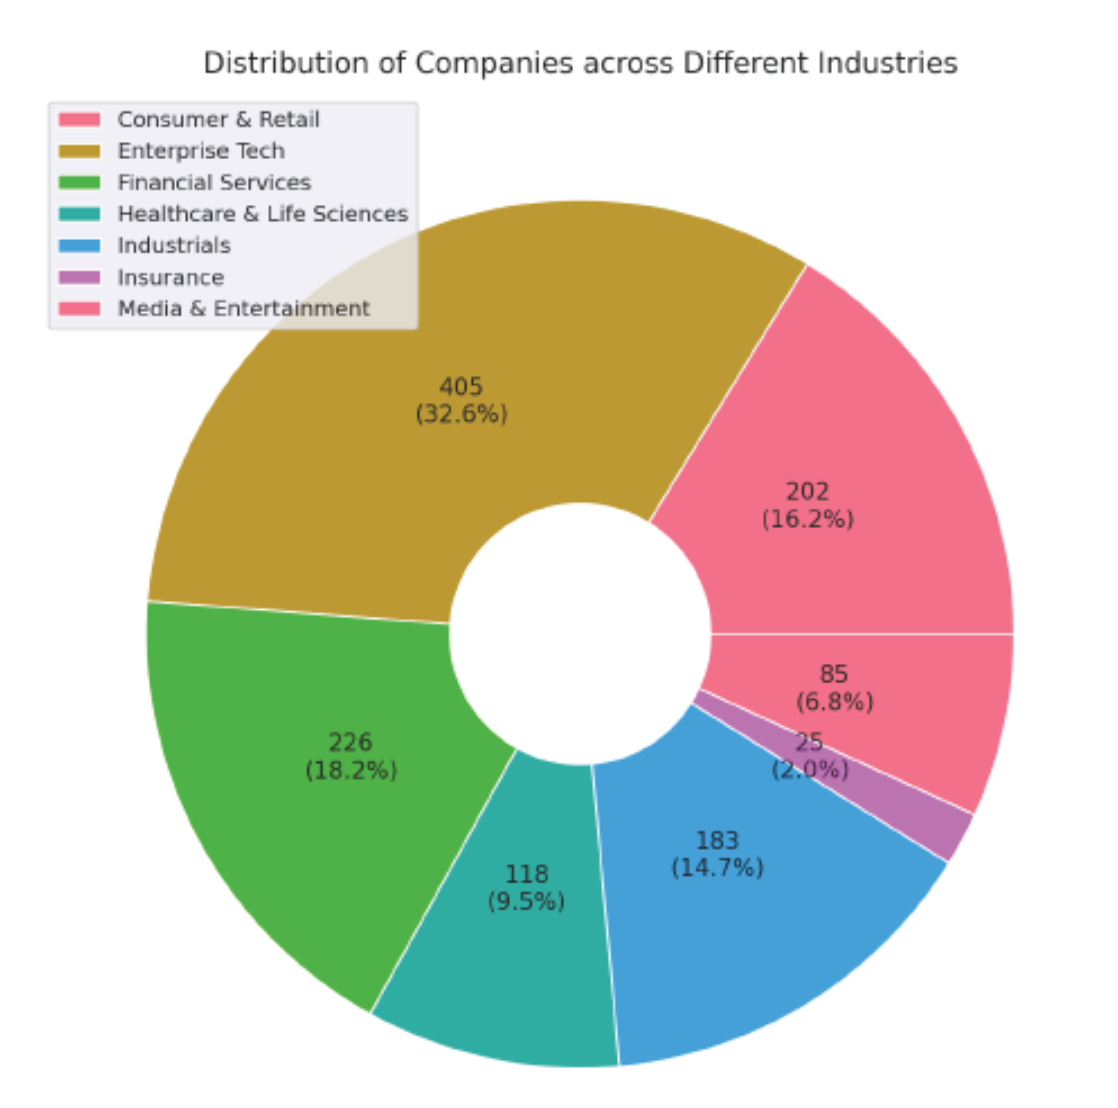 Distribution of Companies across Different Industries
Consumer & Retail
Enterprise Tech
Financial Services
Healthcare & Life Sciences
Industrials
Insurance
Media & Entertainment
405
(32.6%)
202
(16.2%)
85
(6.8%)
25
(2.0%)
226
(18.2%)
183
(14.7%)
118
(9.5%)